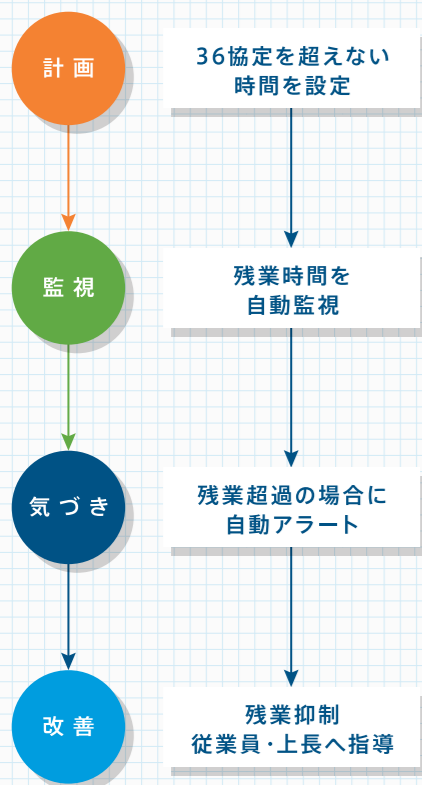 計画
36協定を超えない
時間を設定
監視
残業時間を
自動監視
気づき
残業超過の場合に
自動アラート
改善
残業抑制
従業員・上長へ指導